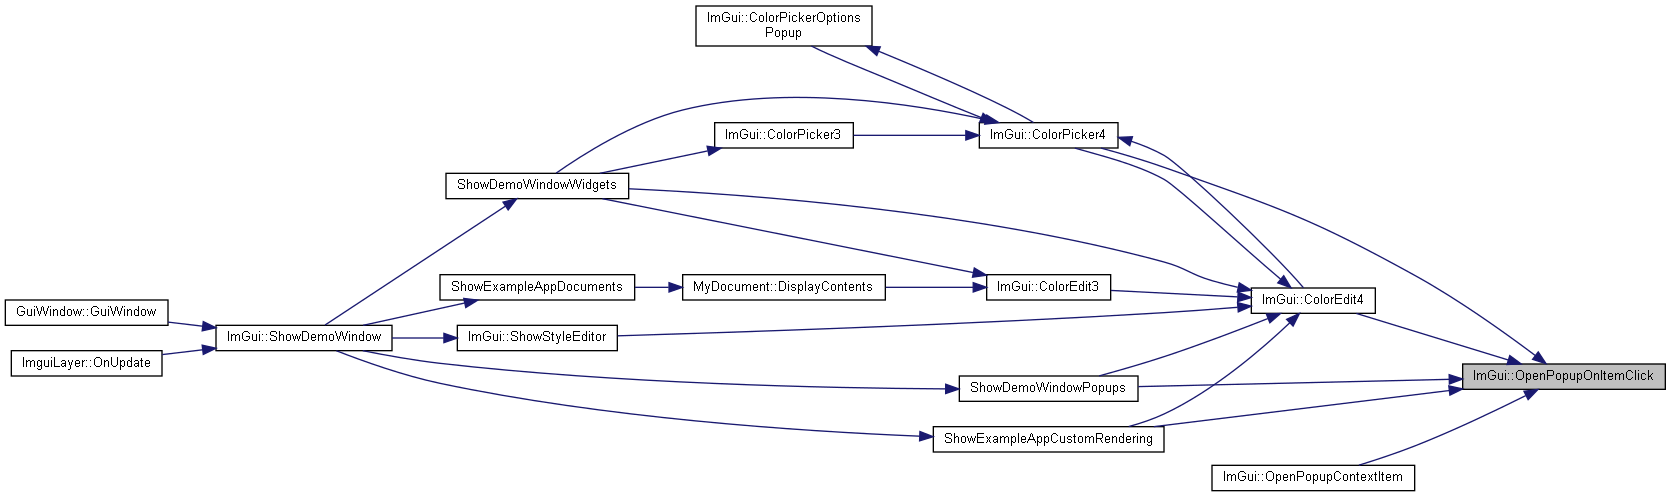 ImGui::ColorPickerOptions
Popup
ImGui::ColorPicker3
ImGui::ColorPicker4
ShowDemoWindowWidgets
ShowExampleAppDocuments
MyDocument::DisplayContents
ImGui::ColorEdit3
ImGui::ColorEdit4
GuiWindow::GuiWindow
ImGui::ShowDemoWindow
ImGui::ShowStyleEditor
ImguiLayer::OnUpdate
ShowDemoWindowPopups
ImGui::OpenPopupOnItemClick
ShowExampleAppCustomRendering
ImGui::OpenPopupContextItem